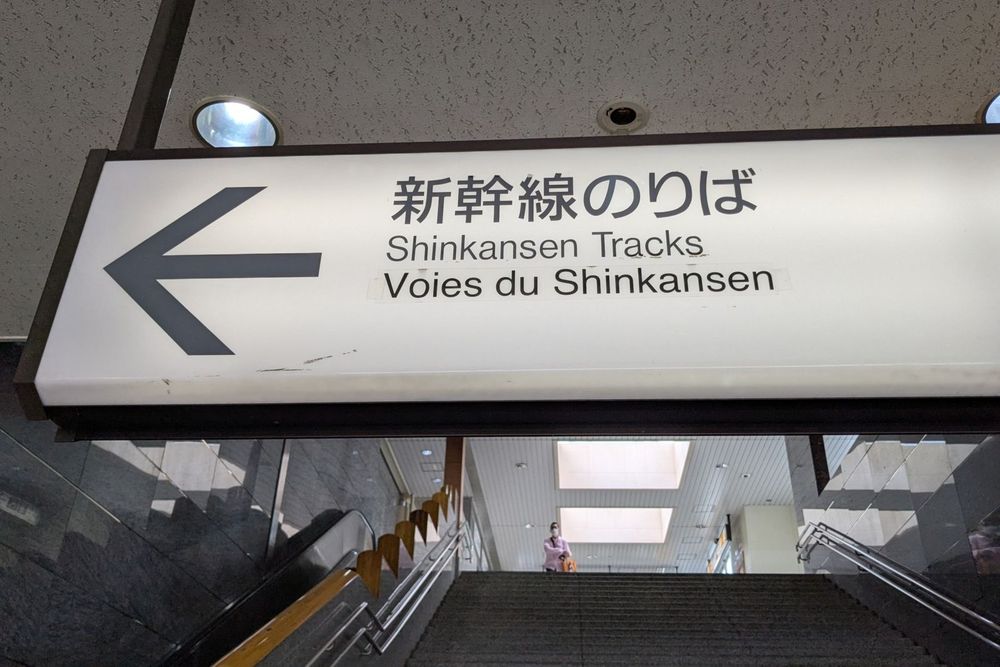 新幹線のりば
Shinkansen Tracks
Voies du Shinkansen